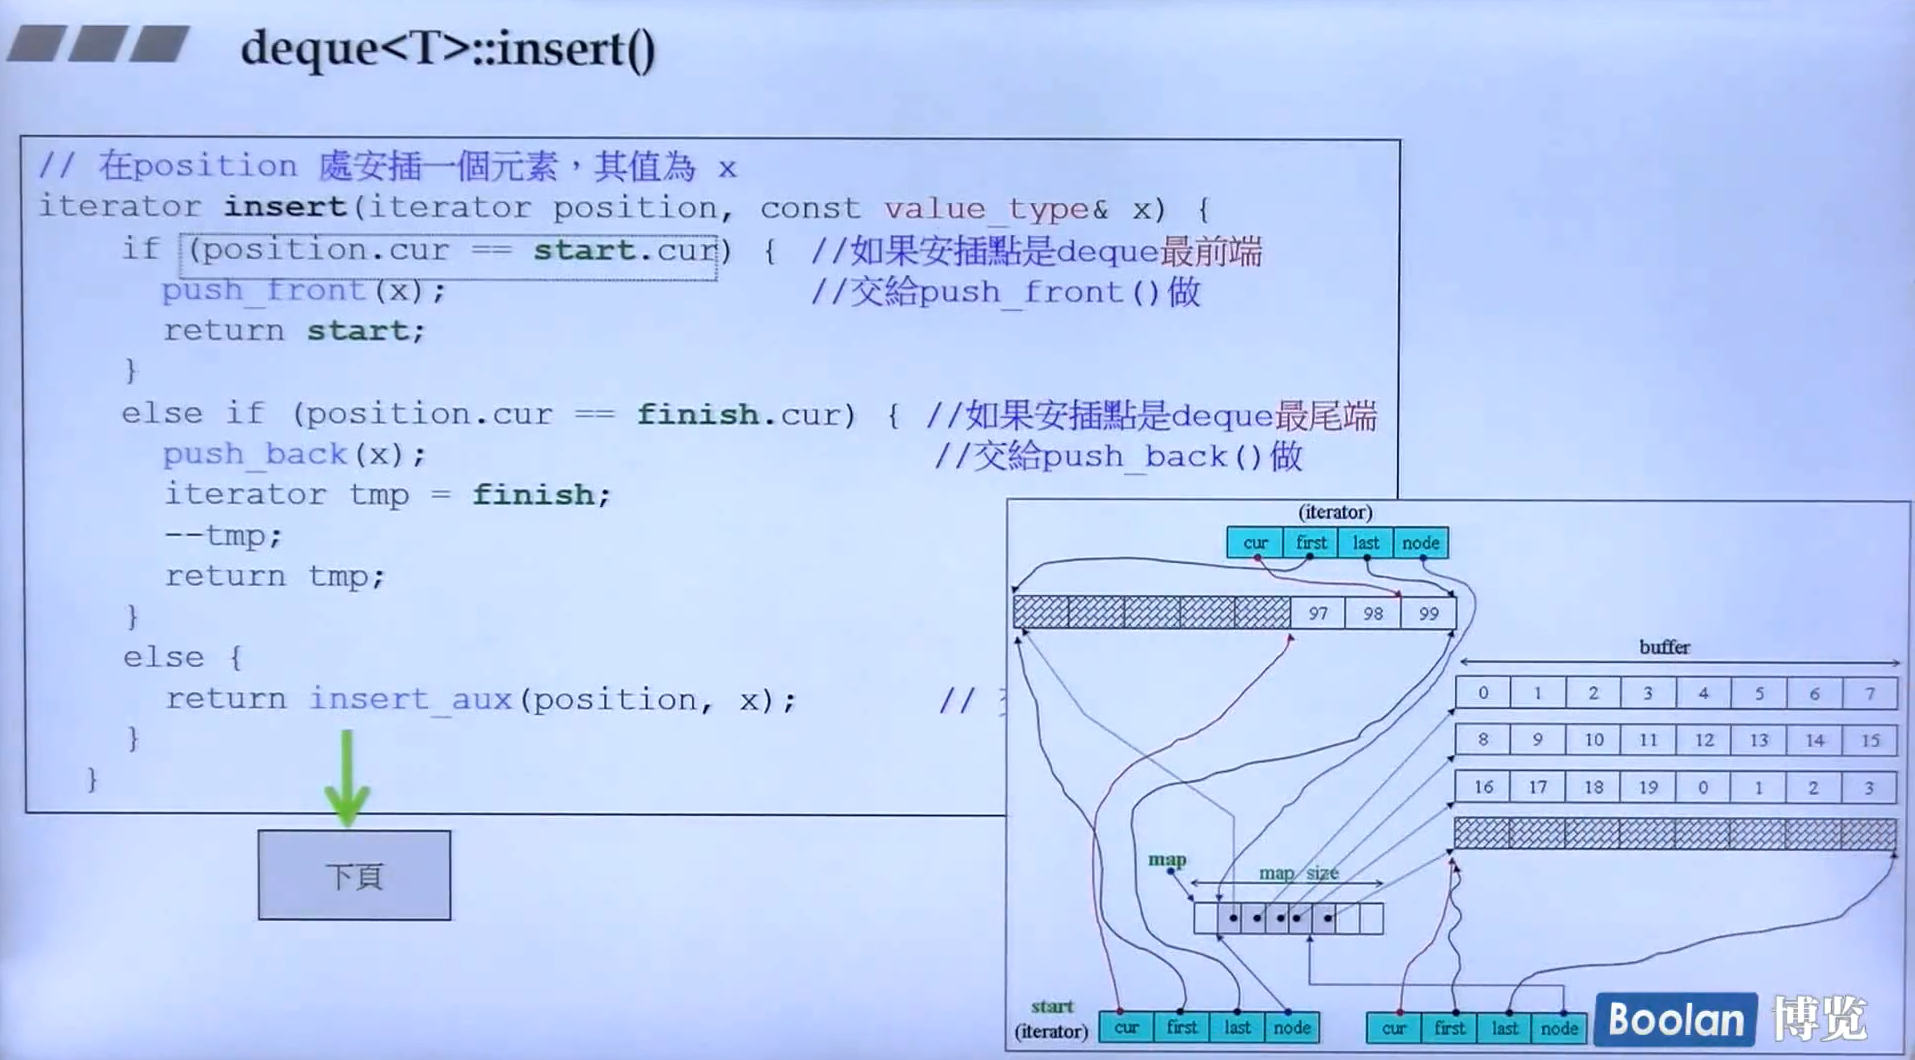 deque<T>::insert()
// 在position 處安插一個元素，其值為 x
iterator insert(iterator position, const value_type& x) {
if (position.cur == start.cur) { //如果安插點是deque最前端
push_front(x); //交給push_front()做
return start;
}
else if (position.cur == finish.cur) { //如果安插點是deque最尾端
push_back(x); //交給push_back()做
iterator tmp = finish;
--tmp;
return tmp;
}
else {
return insert_aux(position, x); //
}
}
下頁
(iterator)
cur first last node
97 98 99
buffer
0 1 2 3 4 5 6 7
8 9 10 11 12 13 14 15
16 17 18 19 0 1 2 3
map
map_size
start
(iterator)
cur first last node
cur first last node
Boolan 博览